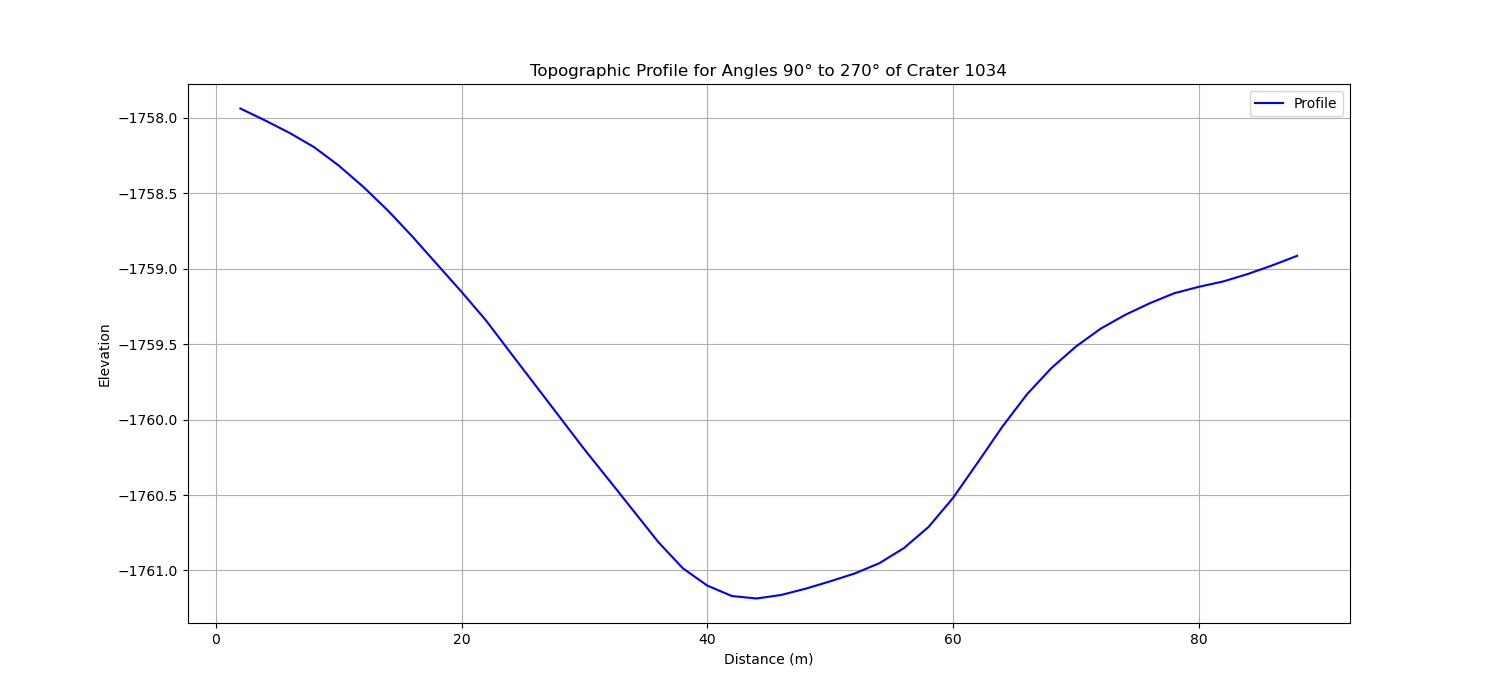 Topographic Profile for Angles 90° to 270° of Crater 1034
Profile
−1758.0
−1758.5
−1759.0
−1759.5
−1760.0
−1760.5
−1761.0
Elevation
0 20 40 60 80
Distance (m)